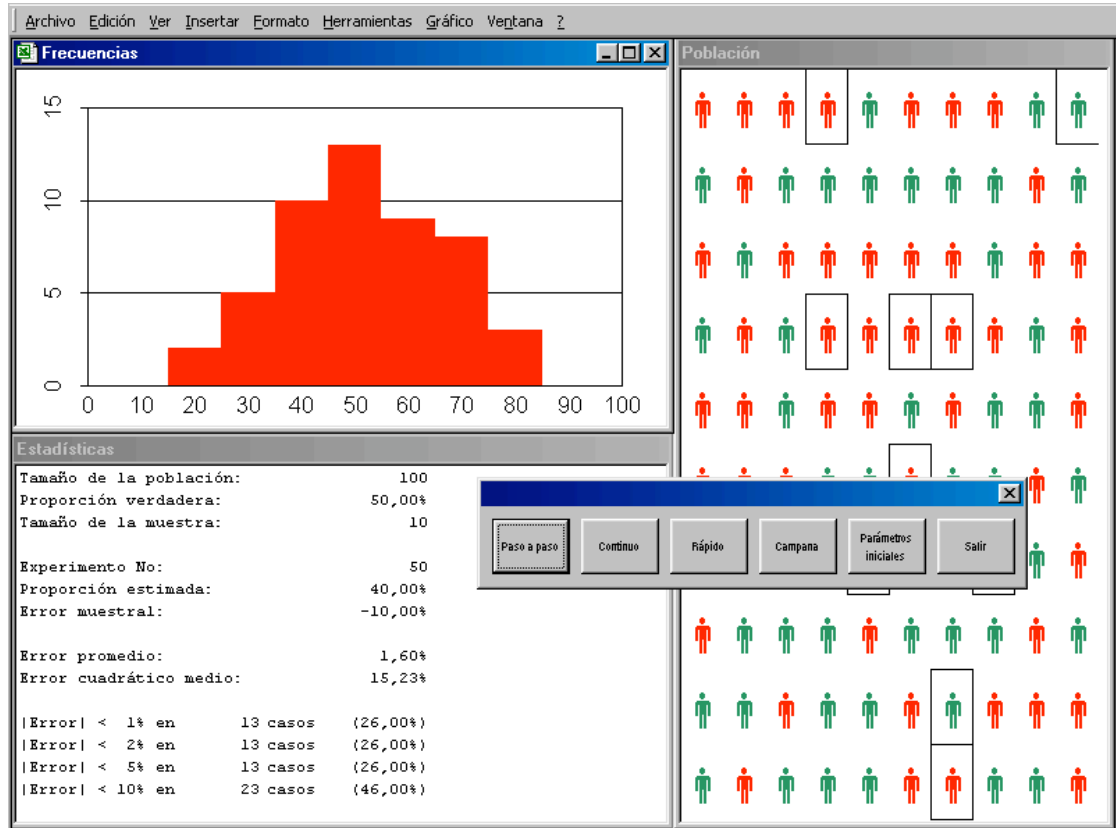 Archivo Edición Ver Insertar Formato Herramientas Gráfico Ventana ?
Frecuencias
15
10
5
0
0 10 20 30 40 50 60 70 80 90 100
Estadísticas
Tamaño de la población: 100
Proporción verdadera: 50,00%
Tamaño de la muestra: 10
Experimento No: 50
Proporción estimada: 40,00%
Error muestral: -10,00%
Error promedio: 1,60%
Error cuadrático medio: 15,23%
|Error| < 1% en 13 casos (26,00%)
|Error| < 2% en 13 casos (26,00%)
|Error| < 5% en 13 casos (26,00%)
|Error| < 10% en 23 casos (46,00%)
Población
Paso a paso
Continuo
Rápido
Campana
Parámetros
iniciales
Salir